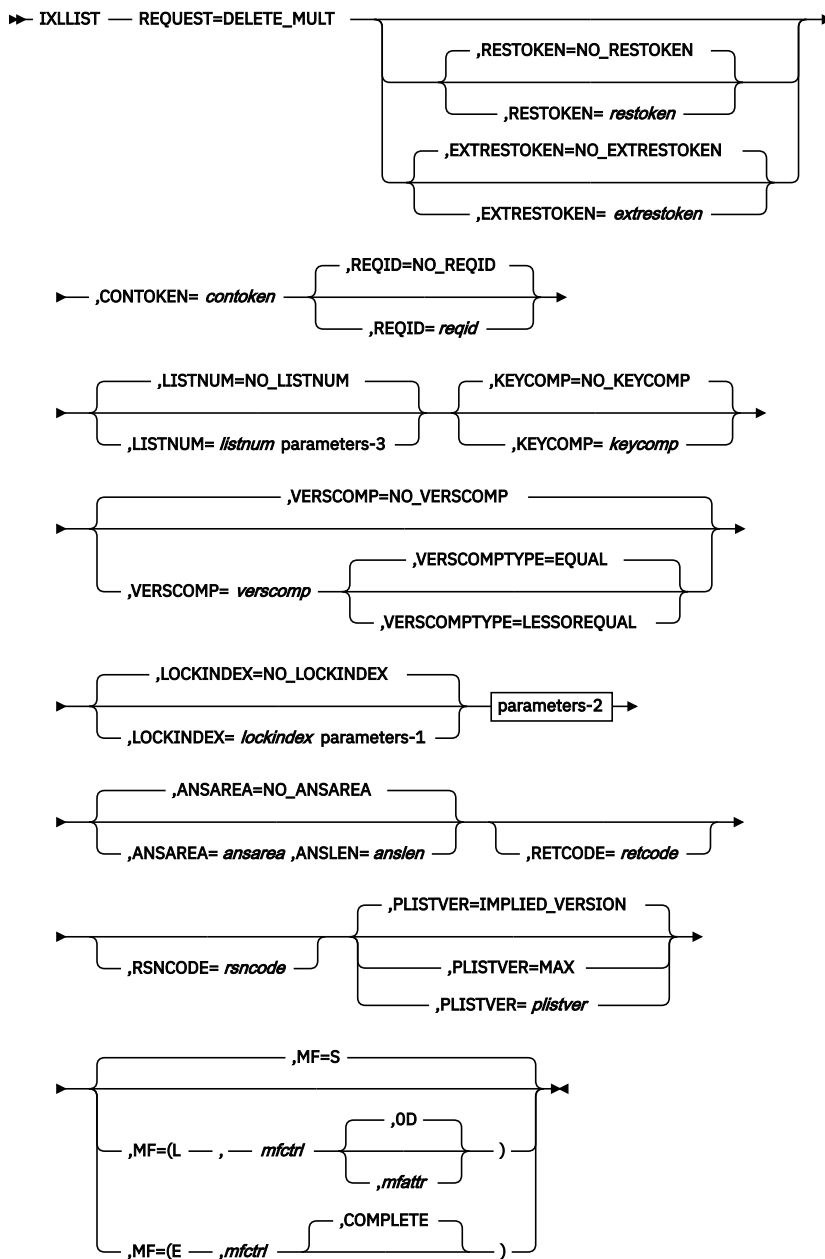 IXLLIST REQUEST=DELETE_MULT
,RESTOKEN=NO_RESTOKEN
,RESTOKEN= restoken
,EXTRESTOKEN=NO_EXTRESTOKEN
,EXTRESTOKEN= extrestoken
,REQID=NO_REQID
,CONTOKEN= contoken
,REQID= reqid
,LISTNUM=NO_LISTNUM ,KEYCOMP=NO_KEYCOMP
,LISTNUM= listnum parameters-3 ,KEYCOMP= keycomp
,VERSCOMP=NO_VERSCOMP
,VERSCOMPTYPE=EQUAL
,VERSCOMP= verscomp
,VERSCOMPTYPE=LESSOREQUAL
,LOCKINDEX=NO_LOCKINDEX
parameters-2
,LOCKINDEX= lockindex parameters-1
,ANSAREA=NO_ANSAREA
,ANSAREA= ansarea ,ANSLEN= anslen ,RETCODE= retcode
,PLISTVER=IMPLIED_VERSION
,RSNCODE= rsncode ,PLISTVER=MAX
,PLISTVER= plistver
,MF=S
,0D
,MF=(L , mfctrl )
,mfattr
,COMPLETE
,MF=(E ,mfctrl )